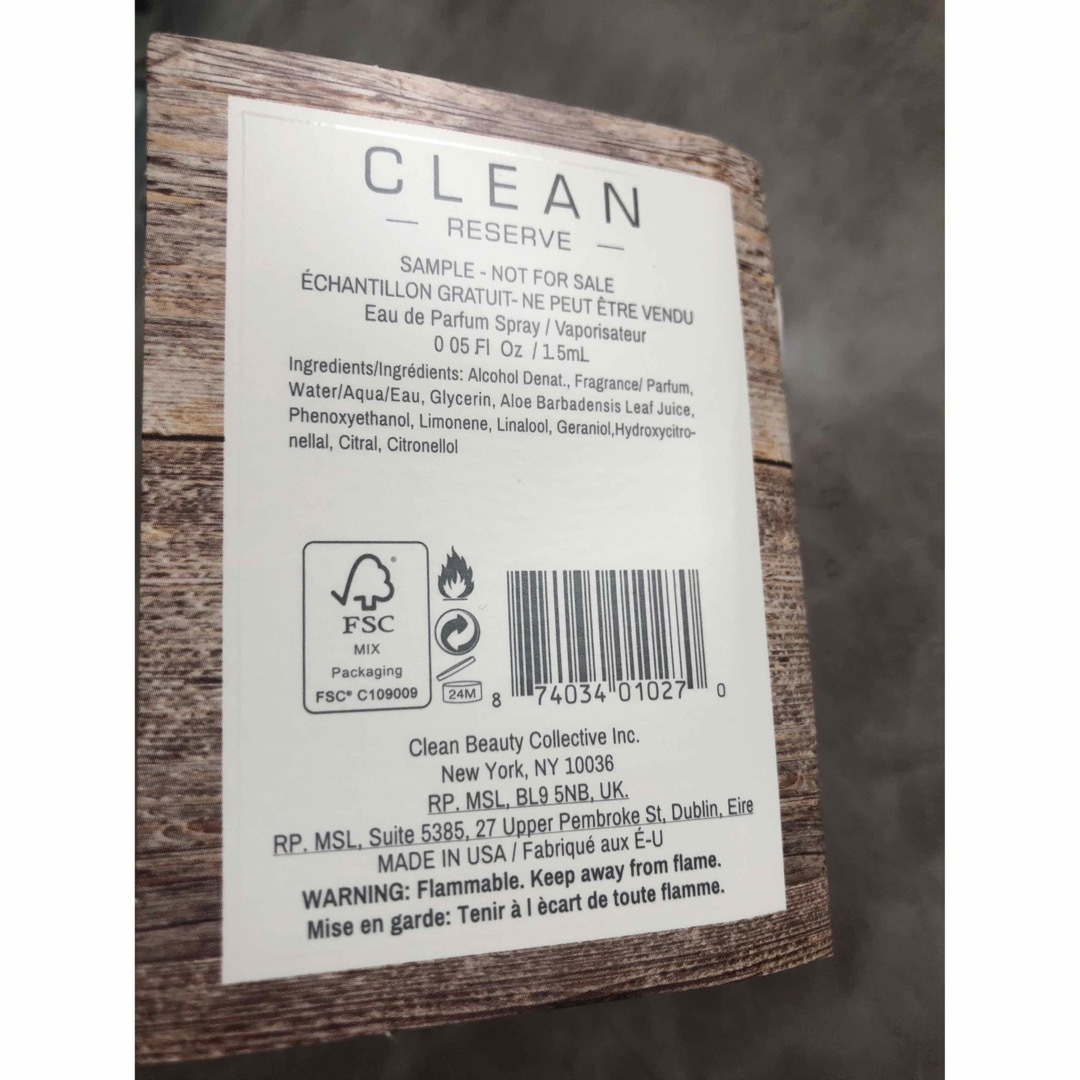 CLEAN
— RESERVE —
SAMPLE - NOT FOR SALE
ÉCHANTILLON GRATUIT- NE PEUT ÊTRE VENDU
Eau de Parfum Spray / Vaporisateur
0 05 Fl Oz / 1.5mL
Ingredients/Ingrédients: Alcohol Denat., Fragrance/ Parfum,
Water/Aqua/Eau, Glycerin, Aloe Barbadensis Leaf Juice,
Phenoxyethanol, Limonene, Linalool, Geraniol,Hydroxycitro-
nellal, Citral, Citronellol
FSC
MIX
Packaging
FSC® C109009
24M
8 74034 01027 0
Clean Beauty Collective Inc.
New York, NY 10036
RP. MSL, BL9 5NB, UK.
RP. MSL, Suite 5385, 27 Upper Pembroke St, Dublin, Eire
MADE IN USA / Fabriqué aux É-U
WARNING: Flammable. Keep away from flame.
Mise en garde: Tenir à l ècart de toute flamme.